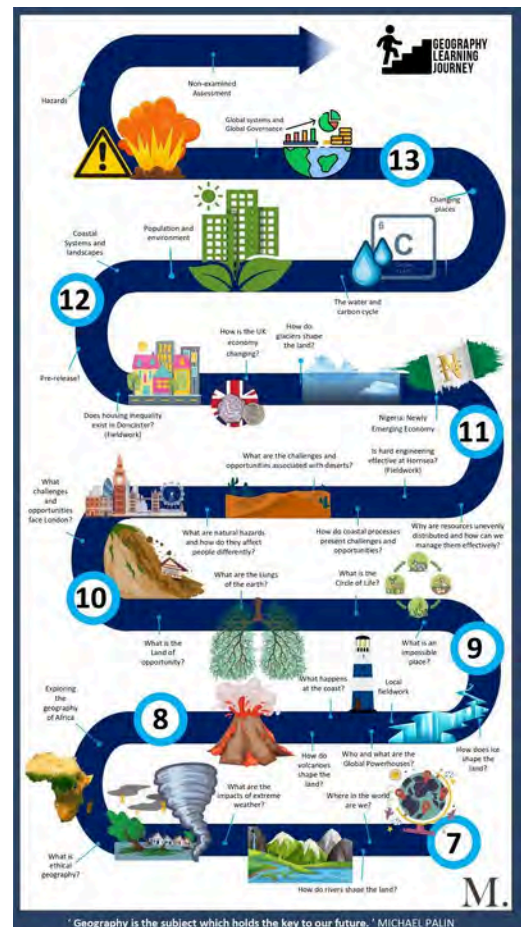 GEOGRAPHY
LEARNING
JOURNEY
Non-examined
Assessment
Hazards
Global systems and
Global Governance
13
Changing
places
6
C
Population and
environment
Coastal
Systems and
landscapes
12
The water and
carbon cycle
How is the UK
economy
changing?
How do
glaciers shape
the land?
Pre-release!
Does housing inequality
exist in Doncaster?
(Fieldwork)
Nigeria: Newly
Emerging Economy
11
What are the challenges and
opportunities associated with deserts?
Is hard engineering
effective at Hornsea?
(Fieldwork)
What
challenges
and
opportunities
face London?
What are natural hazards
and how do they affect
people differently?
How do coastal processes
present challenges and
opportunities?
Why are resources unevenly
distributed and how can we
manage them effectively?
What are the Lungs
of the earth?
What is the
Circle of Life?
10
What is the
Land of
opportunity?
What is an
impossible
place?
9
Exploring
the
geography
of Africa
8
What happens
at the coast?
Local
fieldwork
How do
volcanoes
shape the
land?
Who and what are the
Global Powerhouses?
How does ice
shape the
land?
What are the
impacts of extreme
weather?
Where in the world
are we?
7
What is
ethical
geography?
How do rivers shape the land?
M.
' Geography is the subject which holds the key to our future. ' MICHAEL PALIN